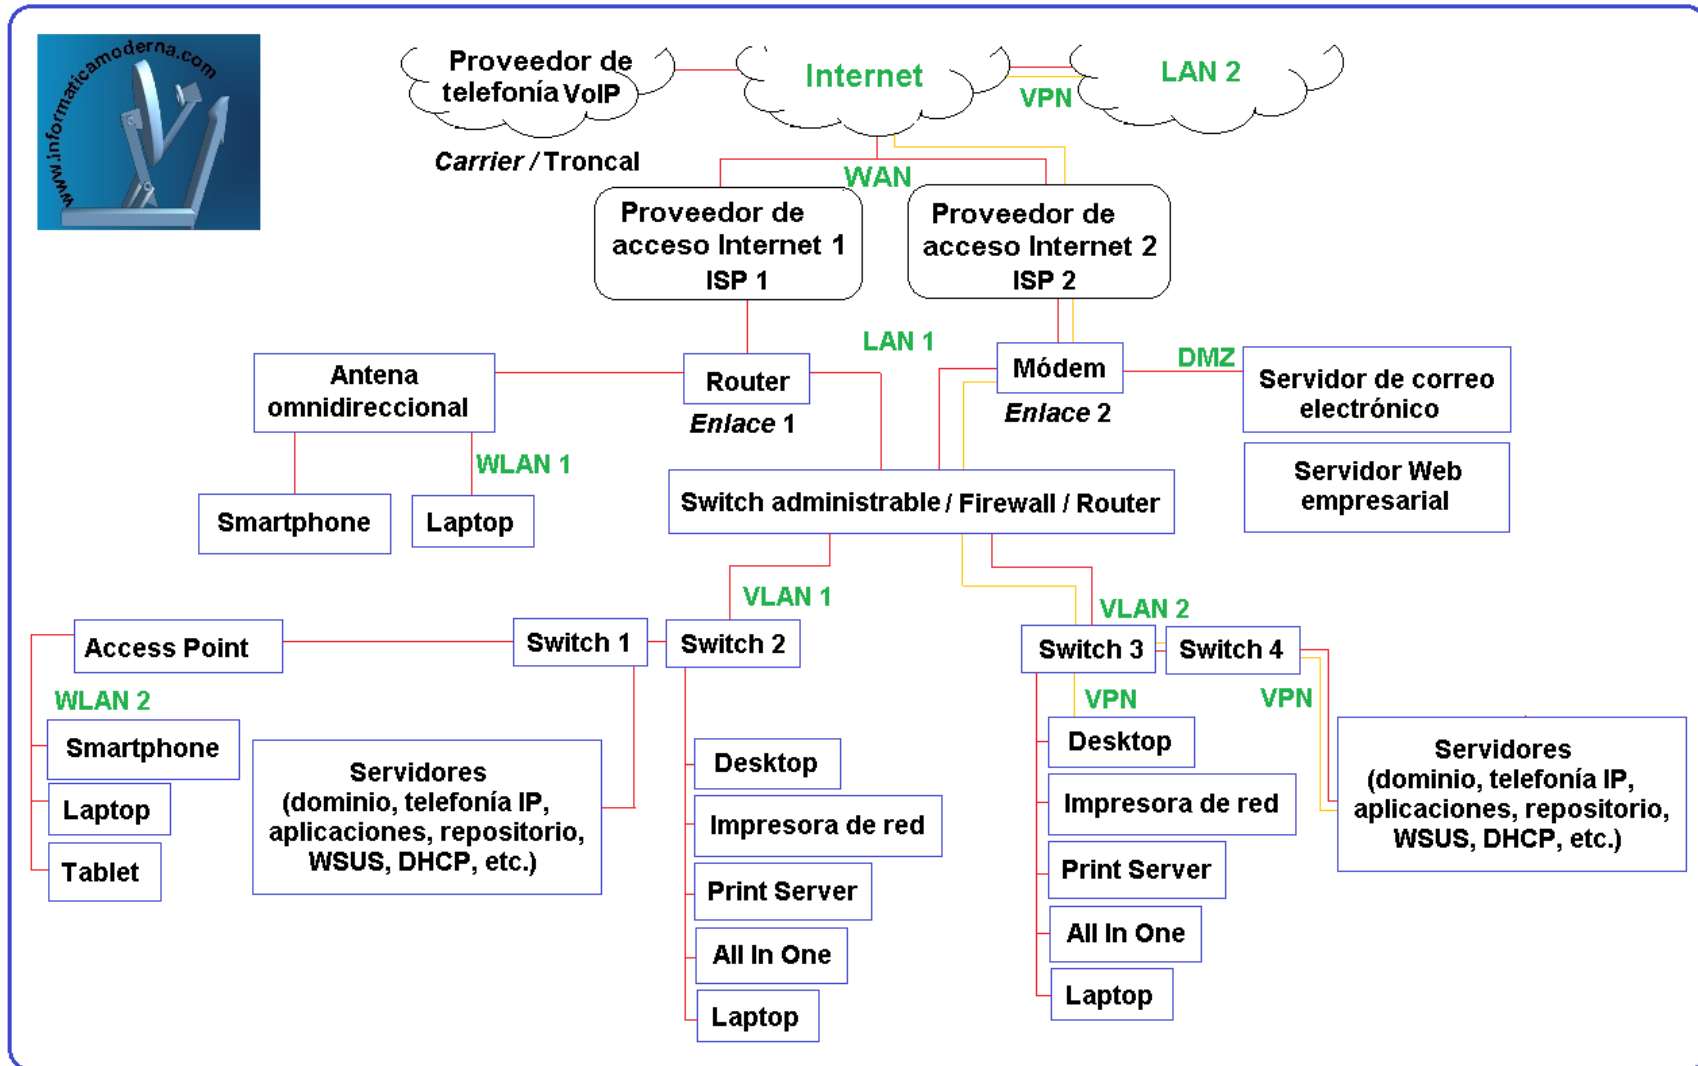 www.informaticamoderna.com
Proveedor de
telefonía VoIP
Carrier / Troncal
Internet
VPN
LAN 2
WAN
Proveedor de
acceso Internet 1
ISP 1
Proveedor de
acceso Internet 2
ISP 2
LAN 1
Antena
omnidireccional
Router
Enlace 1
Módem
Enlace 2
DMZ
Servidor de correo
electrónico
Servidor Web
empresarial
WLAN 1
Smartphone
Laptop
Switch administrable / Firewall / Router
VLAN 1
VLAN 2
Access Point
Switch 1
Switch 2
Switch 3
Switch 4
WLAN 2
Smartphone
Laptop
Tablet
Servidores
(dominio, telefonía IP,
aplicaciones, repositorio,
WSUS, DHCP, etc.)
Desktop
Impresora de red
Print Server
All In One
Laptop
VPN
Desktop
Impresora de red
Print Server
All In One
Laptop
VPN
Servidores
(dominio, telefonía IP,
aplicaciones, repositorio,
WSUS, DHCP, etc.)